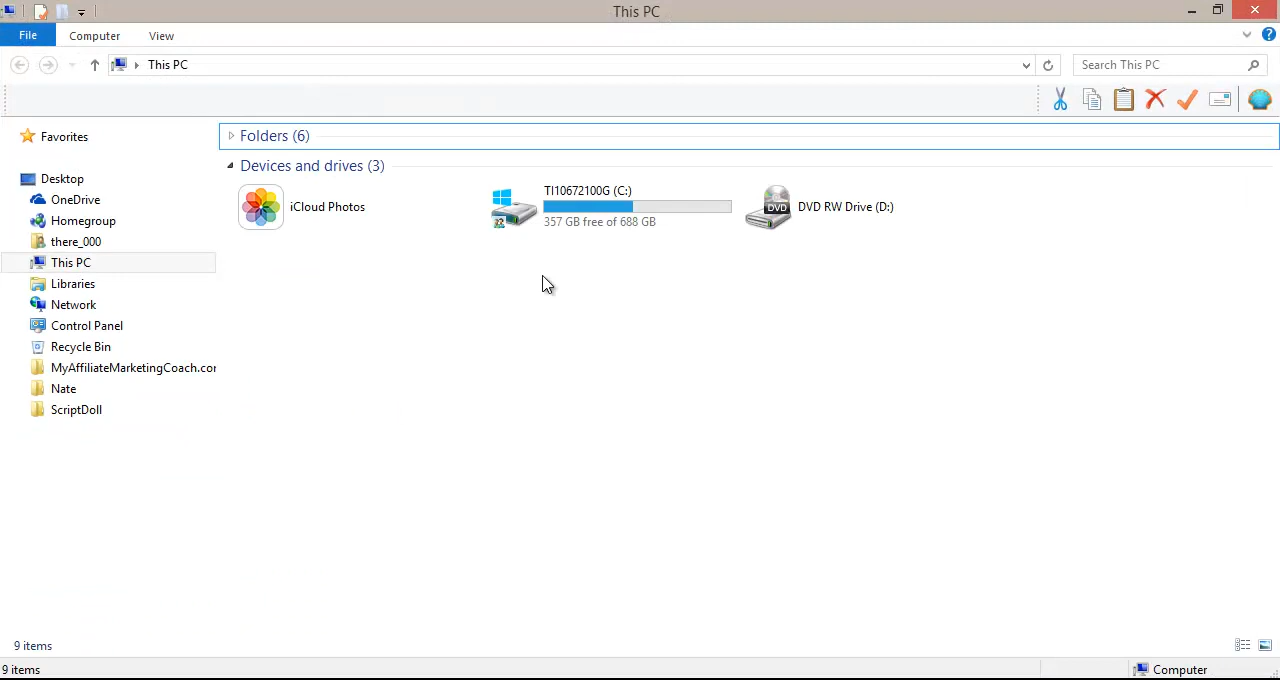 This PC
File
Computer
View
This PC
Search This PC
Favorites
Desktop
OneDrive
Homegroup
there_000
This PC
Libraries
Network
Control Panel
Recycle Bin
MyAffiliateMarketingCoach.cor
Nate
ScriptDoll
Folders (6)
Devices and drives (3)
iCloud Photos
TI10672100G (C:)
357 GB free of 688 GB
DVD
DVD RW Drive (D:)
9 items
9 items
Computer